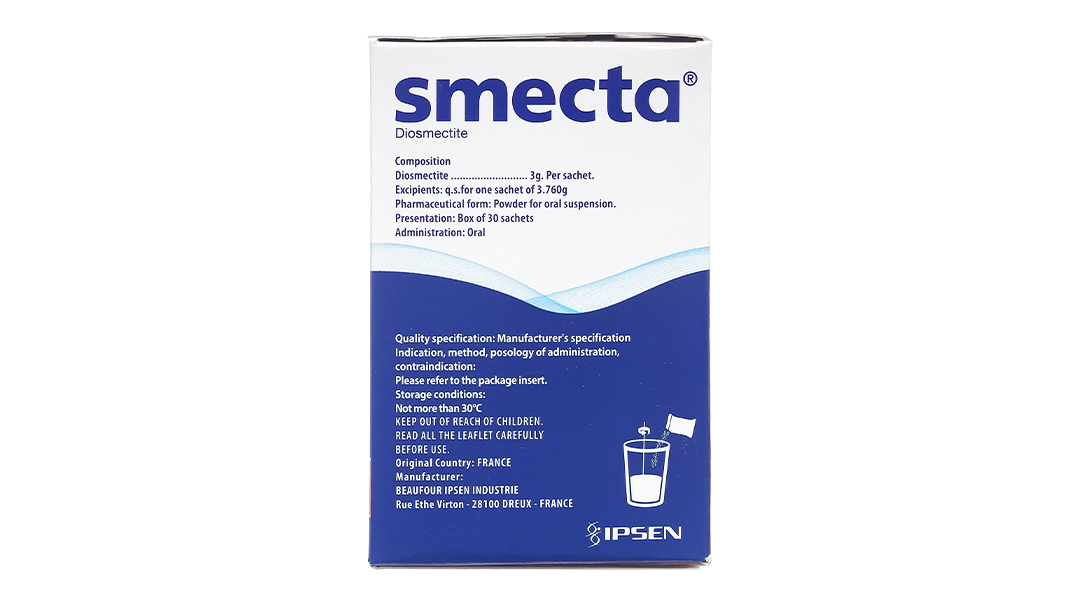 smecta®
Diosmectite
Composition
Diosmectite .......................... 3g. Per sachet.
Excipients: q.s.for one sachet of 3.760g
Pharmaceutical form: Powder for oral suspension.
Presentation: Box of 30 sachets
Administration: Oral
Quality specification: Manufacturer's specification
Indication, method, posology of administration,
contraindication:
Please refer to the package insert.
Storage conditions:
Not more than 30°C
KEEP OUT OF REACH OF CHILDREN.
READ ALL THE LEAFLET CAREFULLY
BEFORE USE.
Original Country: FRANCE
Manufacturer:
BEAUFOUR IPSEN INDUSTRIE
Rue Ethe Virton - 28100 DREUX - FRANCE
IPSEN